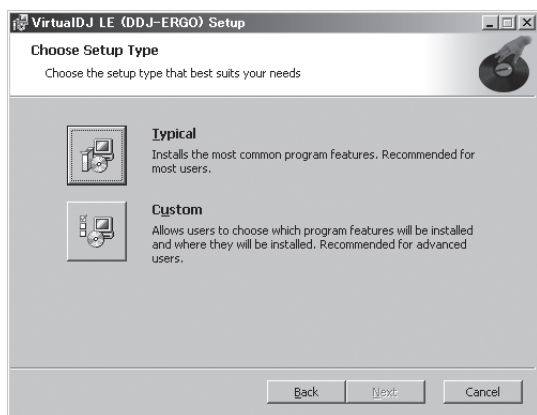 VirtualDJ LE (DDJ-ERGO) Setup
Choose Setup Type
Choose the setup type that best suits your needs
Typical
Installs the most common program features. Recommended for
most users.
Custom
Allows users to choose which program features will be installed
and where they will be installed. Recommended for advanced
users.
Back
Next
Cancel